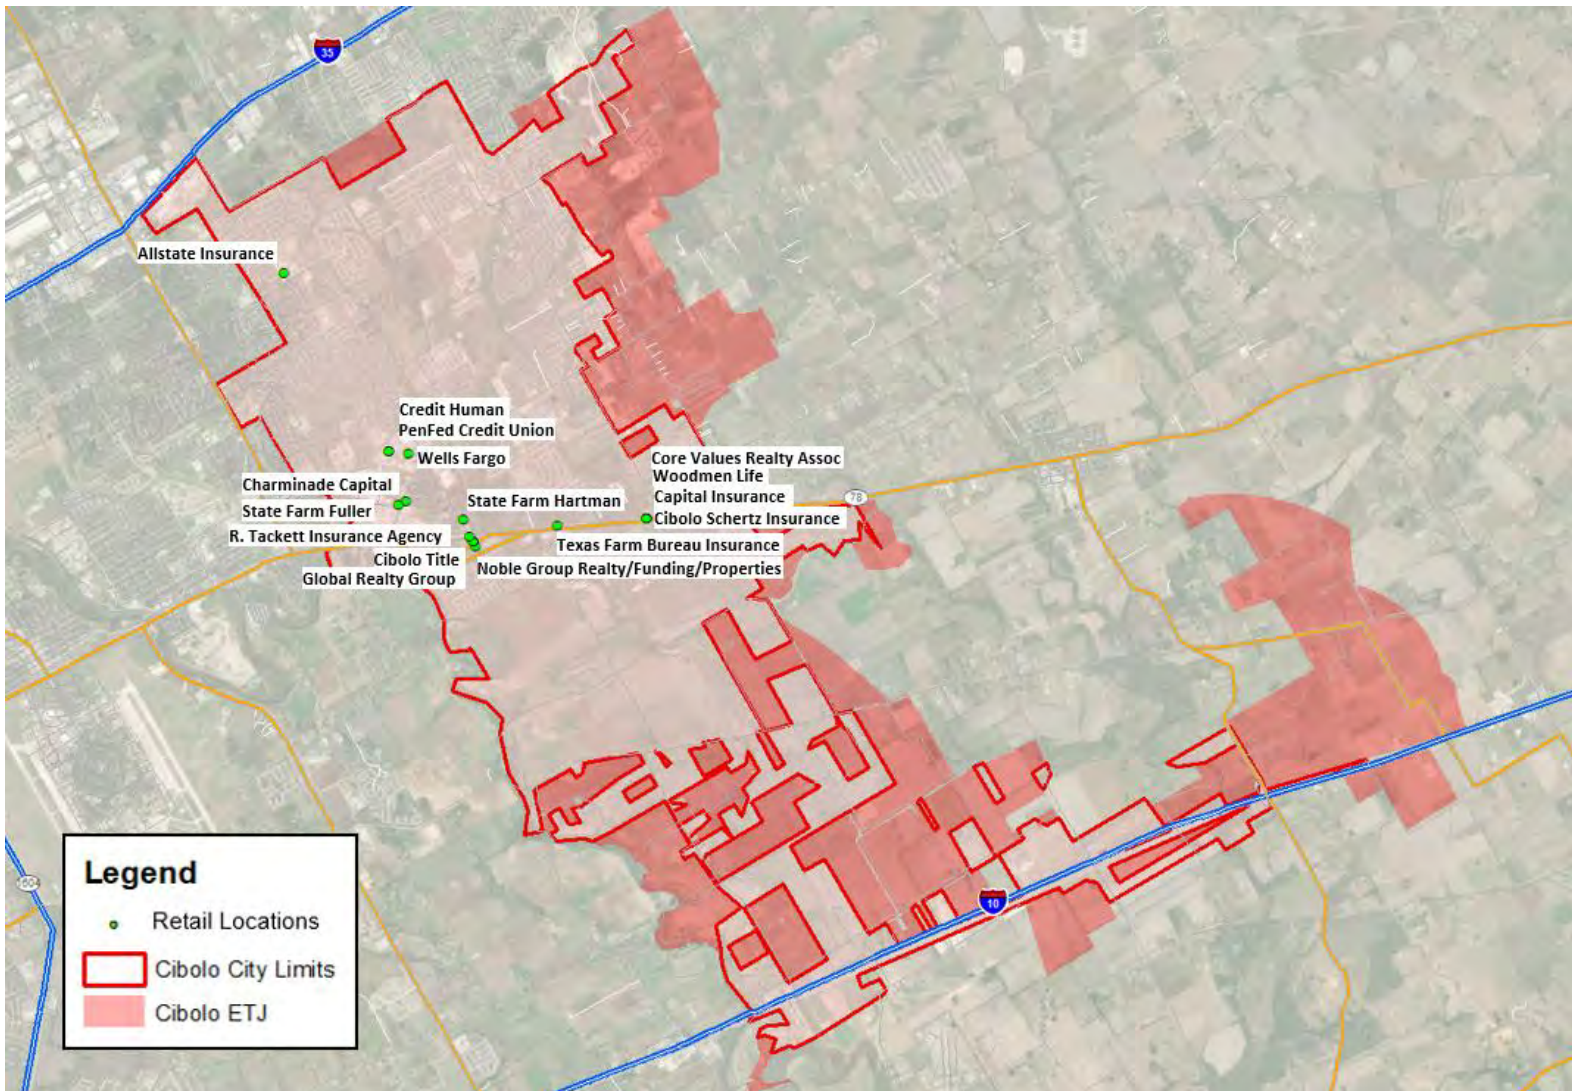 35
Allstate Insurance
Credit Human
PenFed Credit Union
Wells Fargo
Core Values Realty Assoc
Woodmen Life
Capital Insurance
Cibolo Schertz Insurance
78
Charminade Capital
State Farm Fuller
State Farm Hartman
R. Tackett Insurance Agency
Texas Farm Bureau Insurance
Cibolo Title
Global Realty Group
Noble Group Realty/Funding/Properties
1604
10
Legend
Retail Locations
Cibolo City Limits
Cibolo ETJ